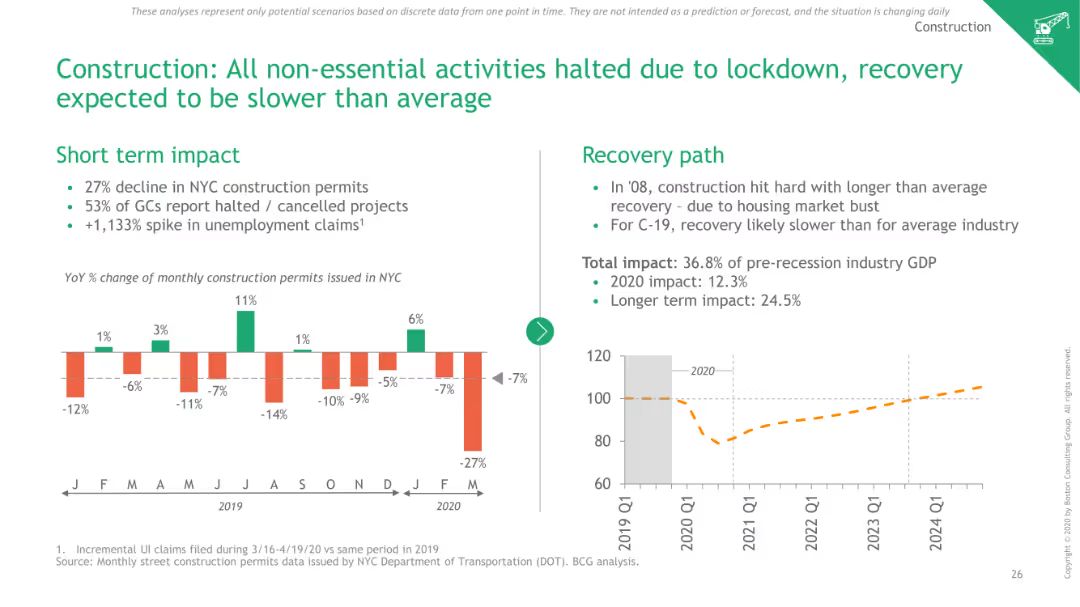 These analyses represent only potential scenarios based on discrete data from one point in time. They are not intended as a prediction or forecast, and the situation is changing daily
Construction
Construction: All non-essential activities halted due to lockdown, recovery
expected to be slower than average
Short term impact
• 27% decline in NYC construction permits
• 53% of GCs report halted / cancelled projects
• +1,133% spike in unemployment claims¹
YoY % change of monthly construction permits issued in NYC
-12%
1%
-6%
3%
-11%
-7%
11%
-14%
1%
-10%
-9%
-5%
6%
-7%
-27%
-7%
J F M A M J J A S O N D J F M
2019
2020
Recovery path
• In '08, construction hit hard with longer than average
recovery – due to housing market bust
• For C-19, recovery likely slower than for average industry
Total impact: 36.8% of pre-recession industry GDP
• 2020 impact: 12.3%
• Longer term impact: 24.5%
120
100
80
60
2020
2019 Q1
2020 Q1
2021 Q1
2022 Q1
2023 Q1
2024 Q1
1. Incremental UI claims filed during 3/16-4/19/20 vs same period in 2019
Source: Monthly street construction permits data issued by NYC Department of Transportation (DOT). BCG analysis.
26
Copyright © 2020 by Boston Consulting Group. All rights reserved.